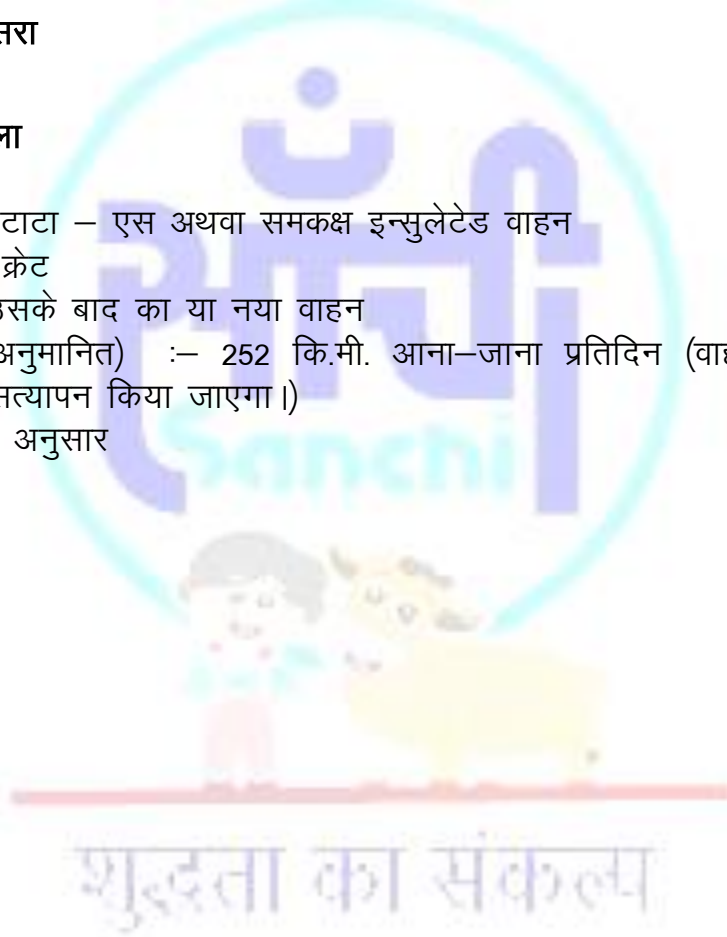 सरा
ला
टाटा – एस अथवा समकक्ष इन्सुलेटेड वाहन
क्रेट
उसके बाद का या नया वाहन
अनुमानित) :– 252 कि.मी. आना–जाना प्रतिदिन (वाह
सत्यापन किया जाएगा।)
अनुसार
साँची
Sanchi
शुद्धता का संकल्प